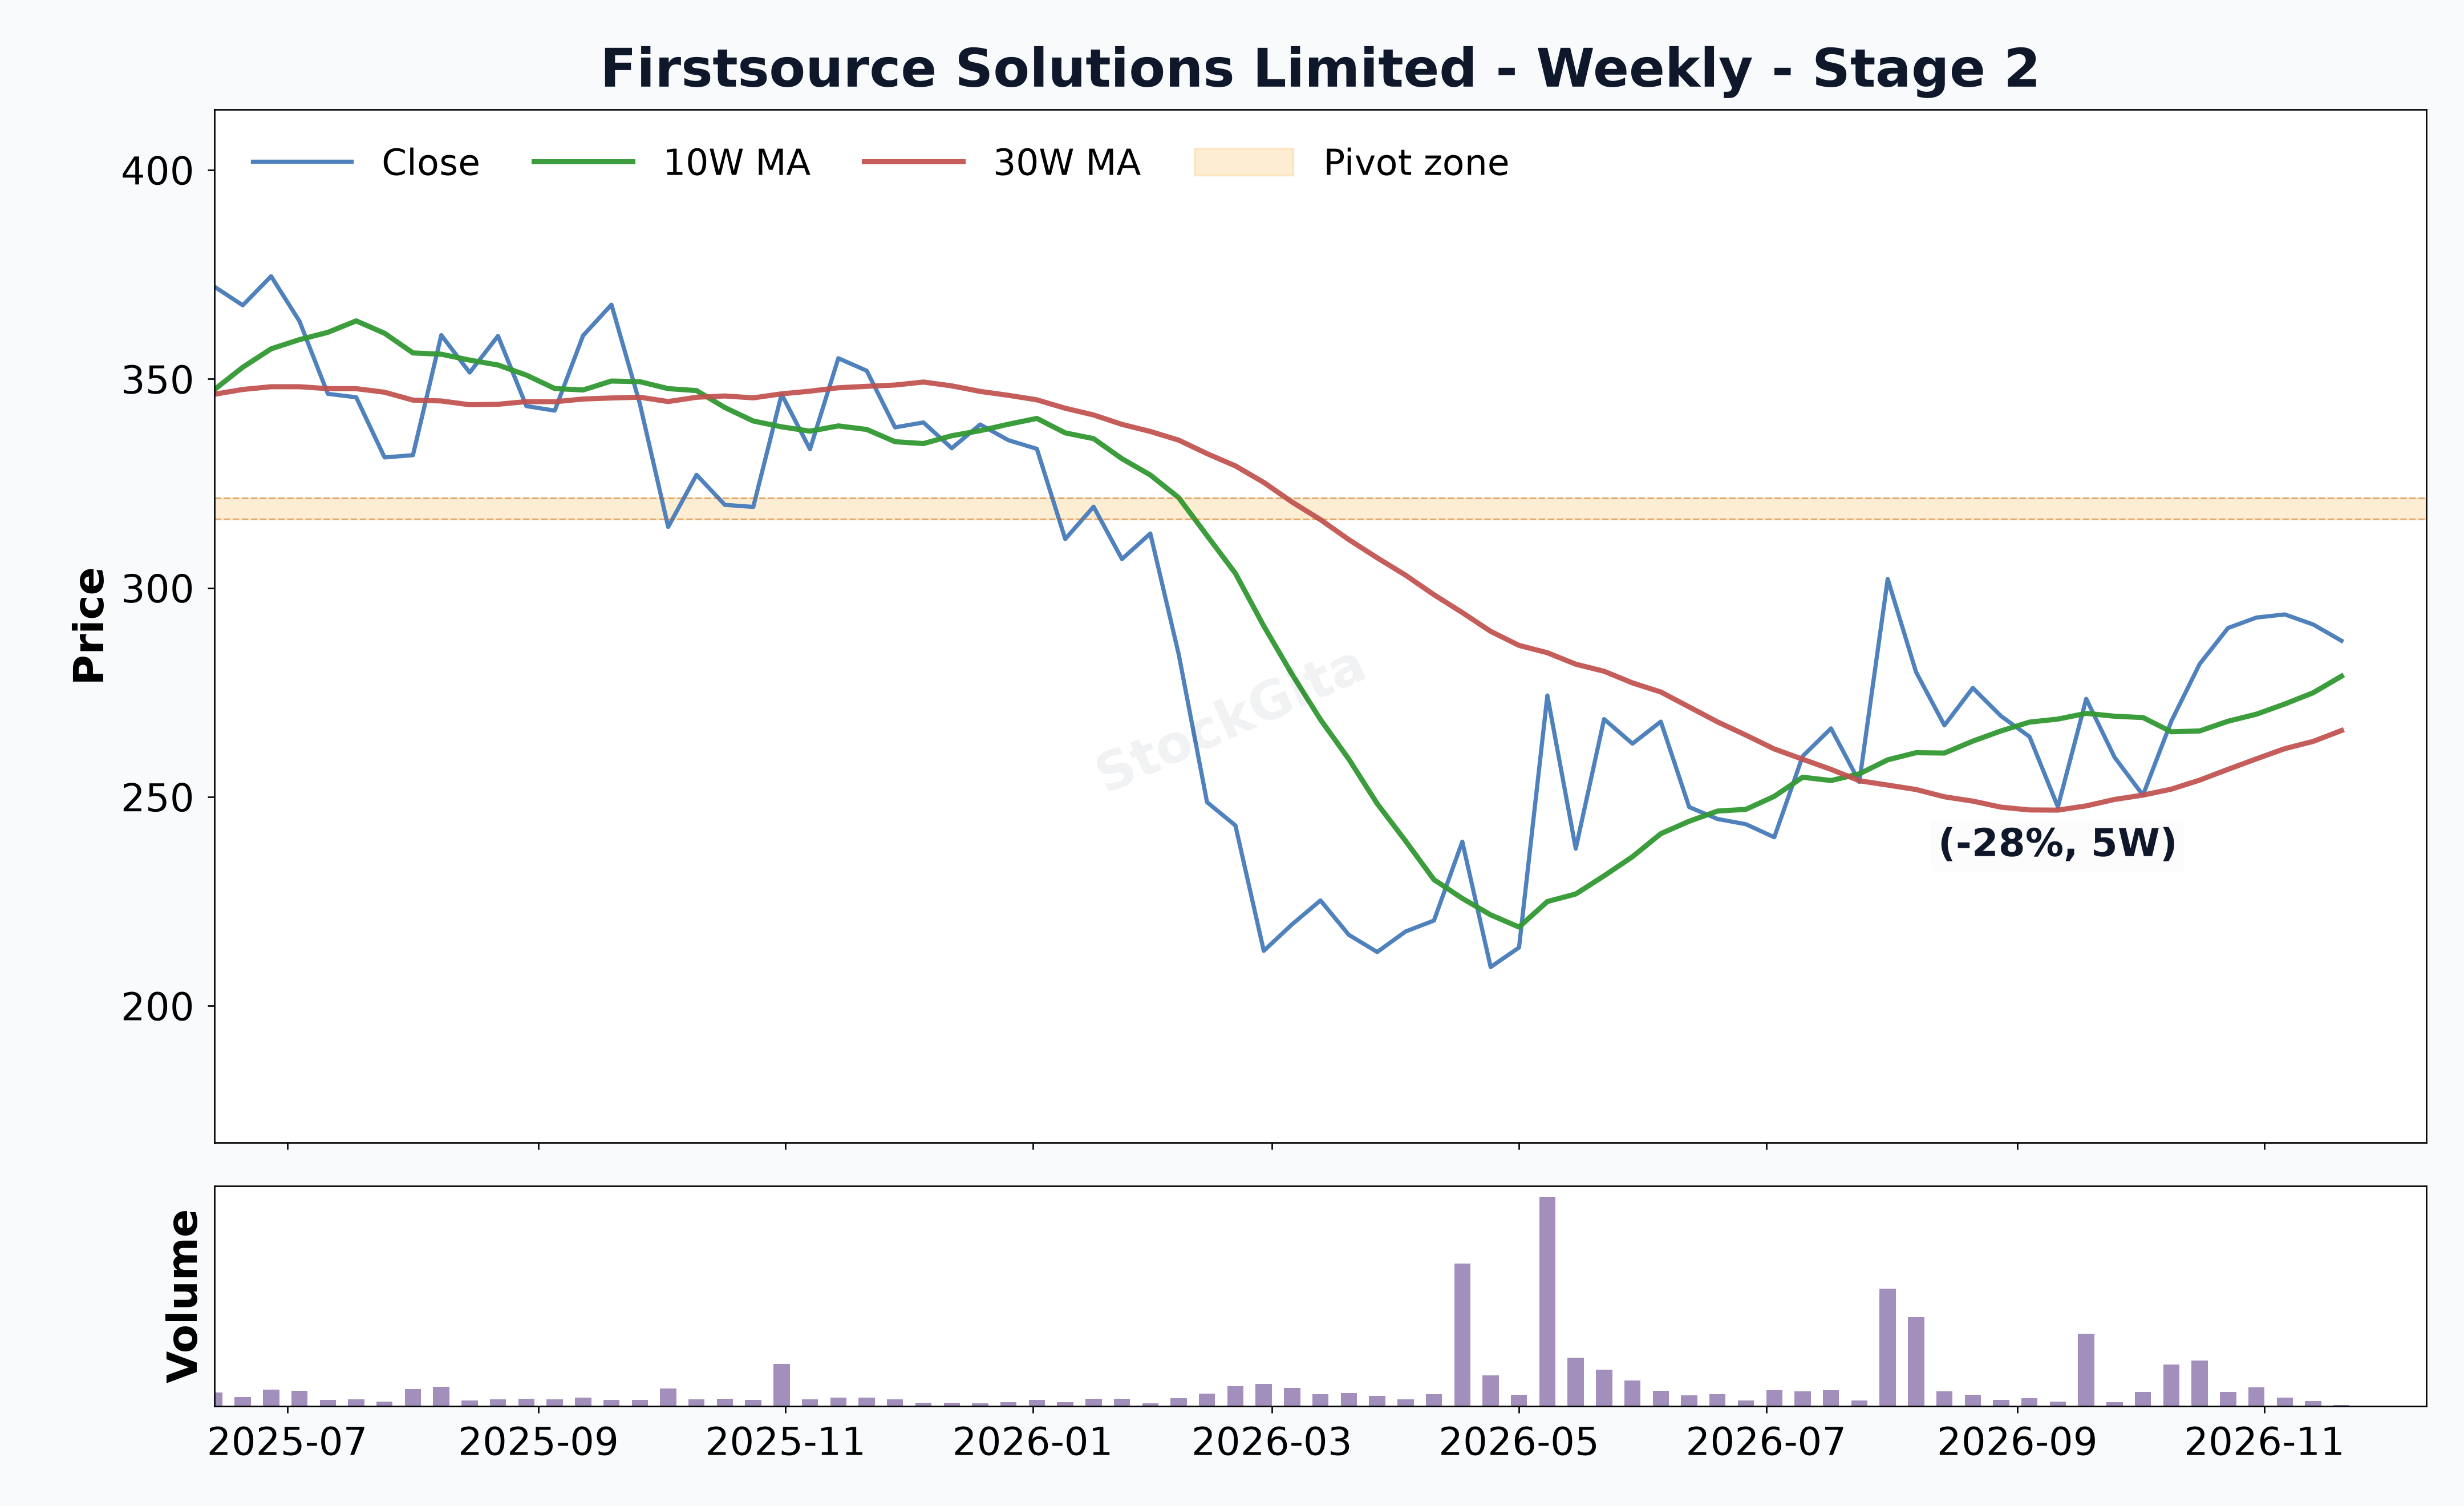 Firstsource Solutions Limited - Weekly - Stage 2
Close 10W MA 30W MA Pivot zone
400
350
300
250
200
Price
StockGita
(-28%, 5W)
Volume
2025-07 2025-09 2025-11 2026-01 2026-03 2026-05 2026-07 2026-09 2026-11